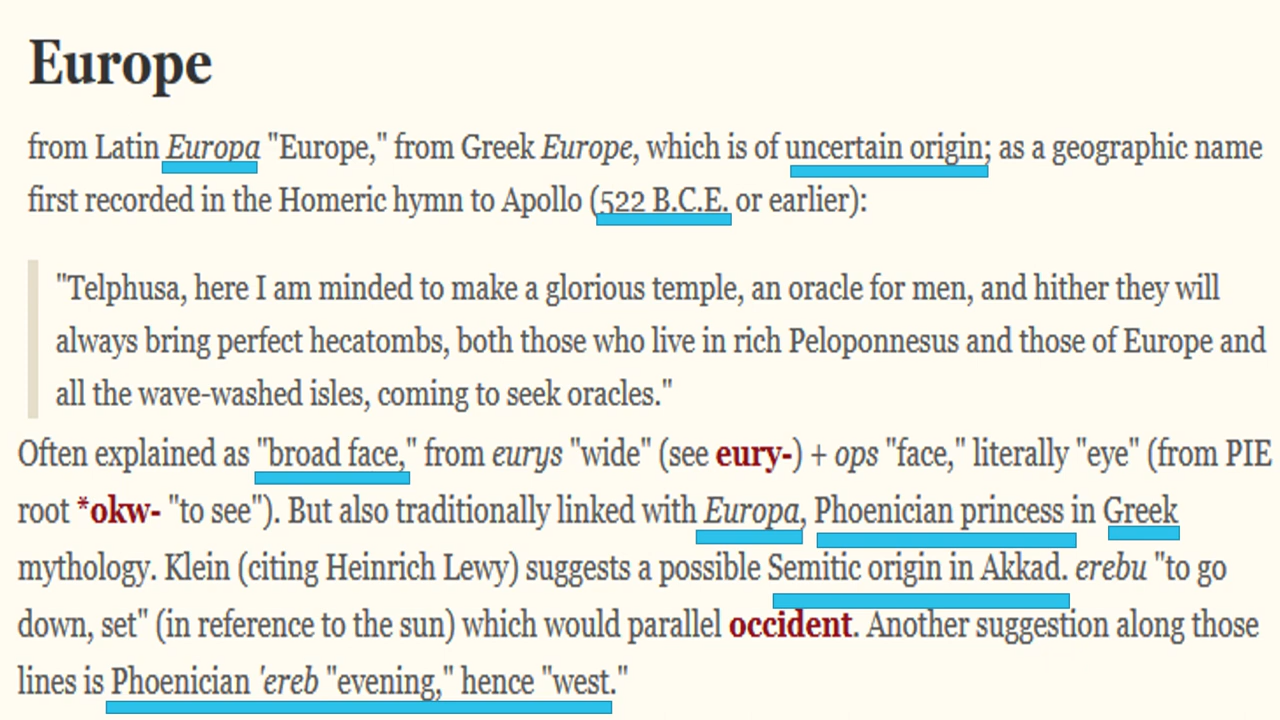 Europe
from Latin Europa "Europe," from Greek Europe, which is of uncertain origin; as a geographic name
first recorded in the Homeric hymn to Apollo (522 B.C.E. or earlier):
"Telphusa, here I am minded to make a glorious temple, an oracle for men, and hither they will
always bring perfect hecatombs, both those who live in rich Peloponnesus and those of Europe and
all the wave-washed isles, coming to seek oracles."
Often explained as "broad face," from eurys "wide" (see eury-) + ops "face," literally "eye" (from PIE
root *okw- "to see"). But also traditionally linked with Europa, Phoenician princess in Greek
mythology. Klein (citing Heinrich Lewy) suggests a possible Semitic origin in Akkad. erebu "to go
down, set" (in reference to the sun) which would parallel occident. Another suggestion along those
lines is Phoenician 'ereb "evening," hence "west."